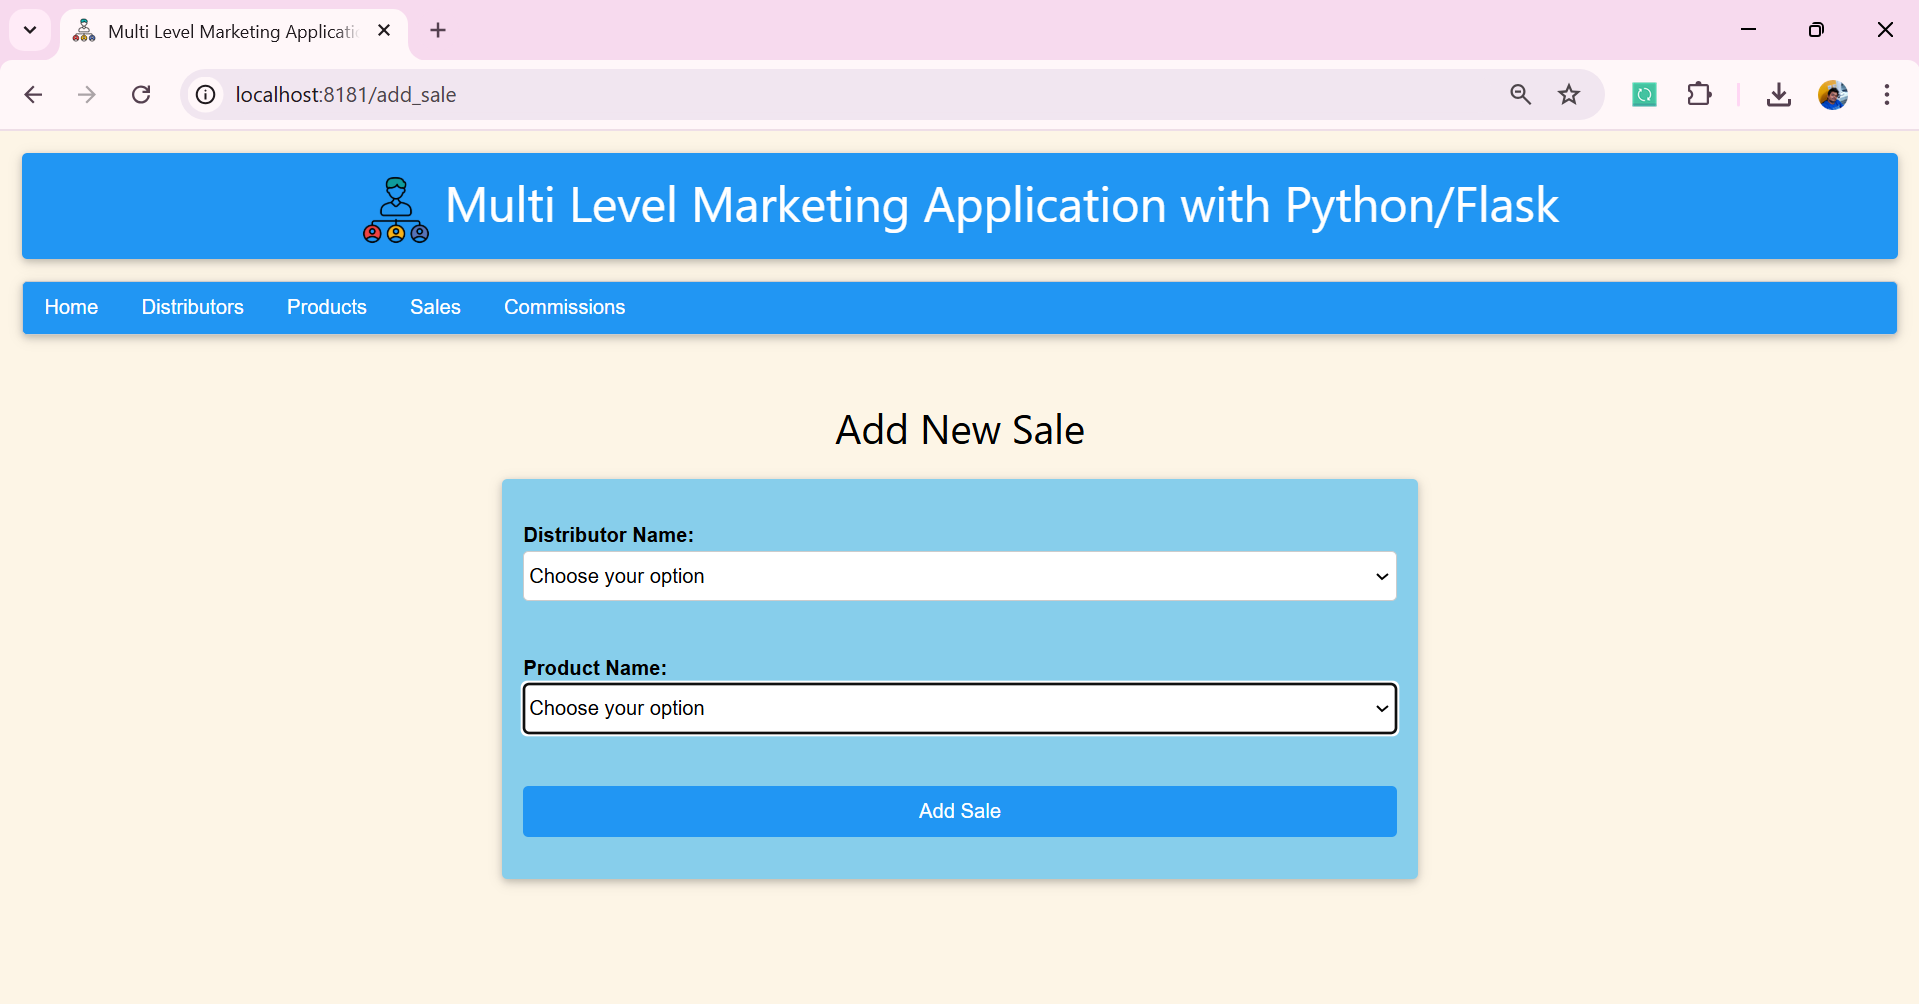 Multi Level Marketing Applicati
localhost:8181/add_sale
Multi Level Marketing Application with Python/Flask
Home Distributors Products Sales Commissions
Add New Sale
Distributor Name:
Choose your option
Product Name:
Choose your option
Add Sale